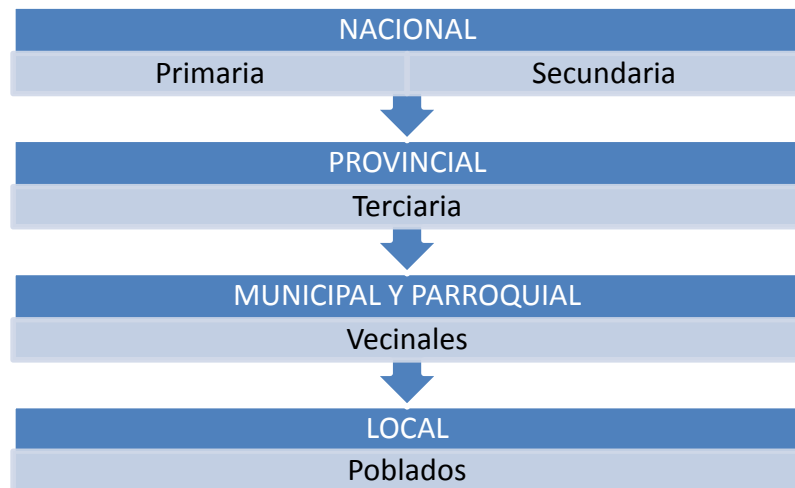 NACIONAL
Primaria Secundaria
PROVINCIAL
Terciaria
MUNICIPAL Y PARROQUIAL
Vecinales
LOCAL
Poblados